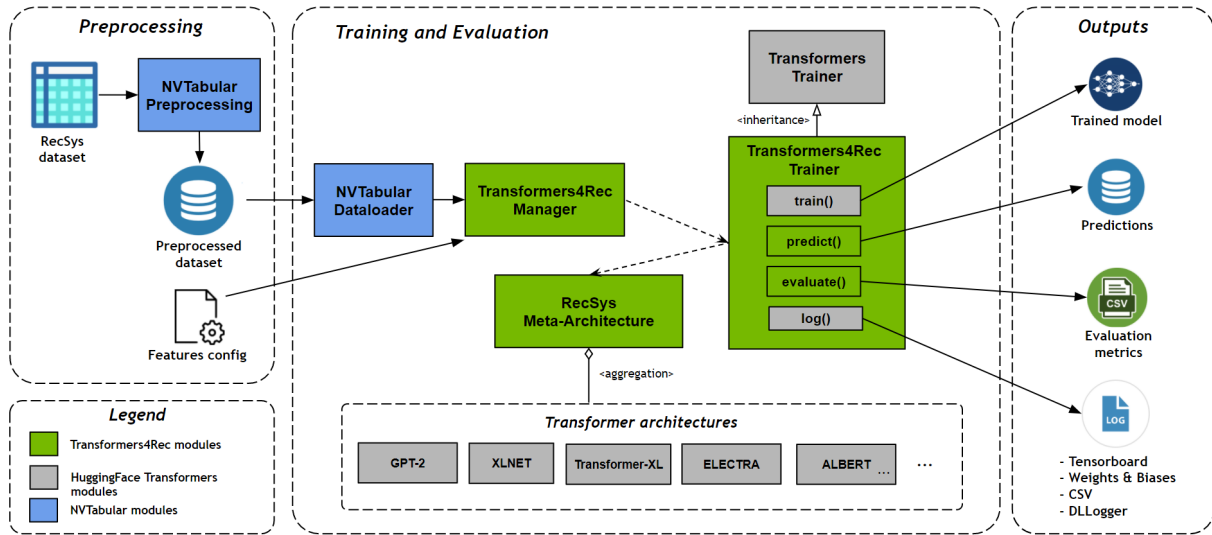 Preprocessing
RecSys
dataset
NVTabular
Preprocessing
Preprocessed
dataset
Features config
Legend
Transformers4Rec modules
HuggingFace Transformers
modules
NVTabular modules
Training and Evaluation
NVTabular
Dataloader
Transformers4Rec
Manager
Transformers
Trainer
<inheritance>
Transformers4Rec
Trainer
train()
predict()
evaluate()
log()
RecSys
Meta-Architecture
<aggregation>
Transformer architectures
GPT-2
XLNET
Transformer-XL
ELECTRA
ALBERT ...
...
Outputs
Trained model
Predictions
CSV
Evaluation
metrics
LOG
- Tensorboard
- Weights & Biases
- CSV
- DLLogger